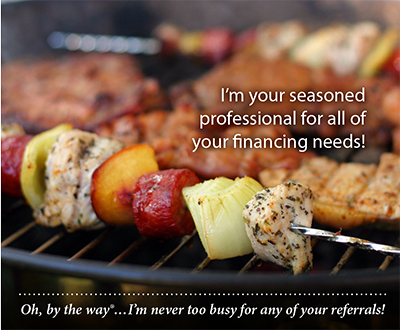 I'm your seasoned
professional for all of
your financing needs!
Oh, by the way®…I'm never too busy for any of your referrals!